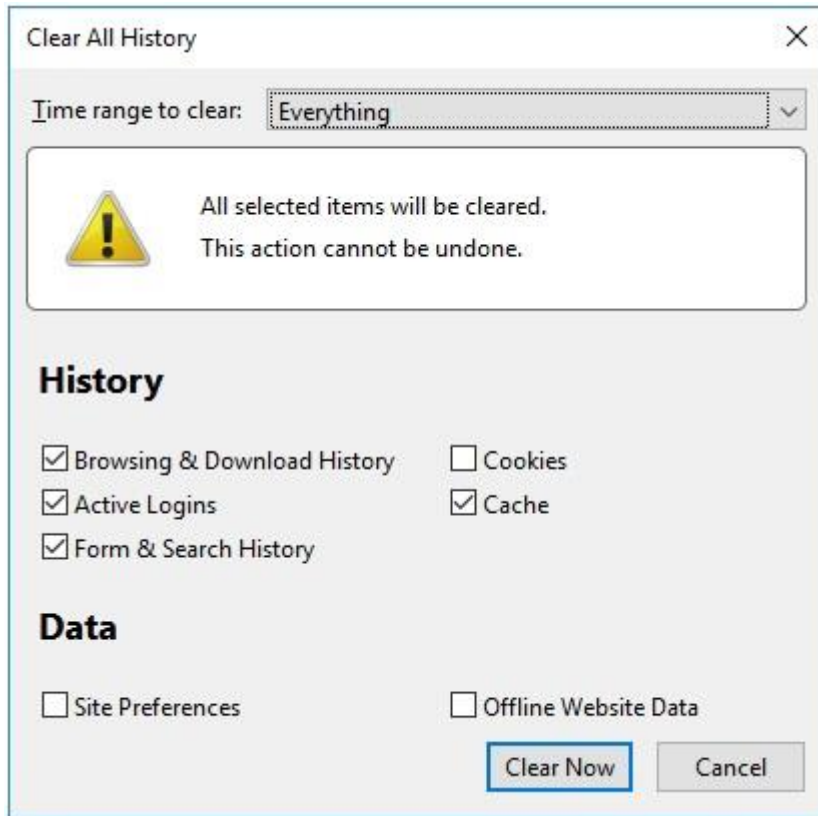 Clear All History
Time range to clear: Everything
All selected items will be cleared.
This action cannot be undone.
History
Browsing & Download History Cookies
Active Logins Cache
Form & Search History
Data
Site Preferences Offline Website Data
Clear Now Cancel